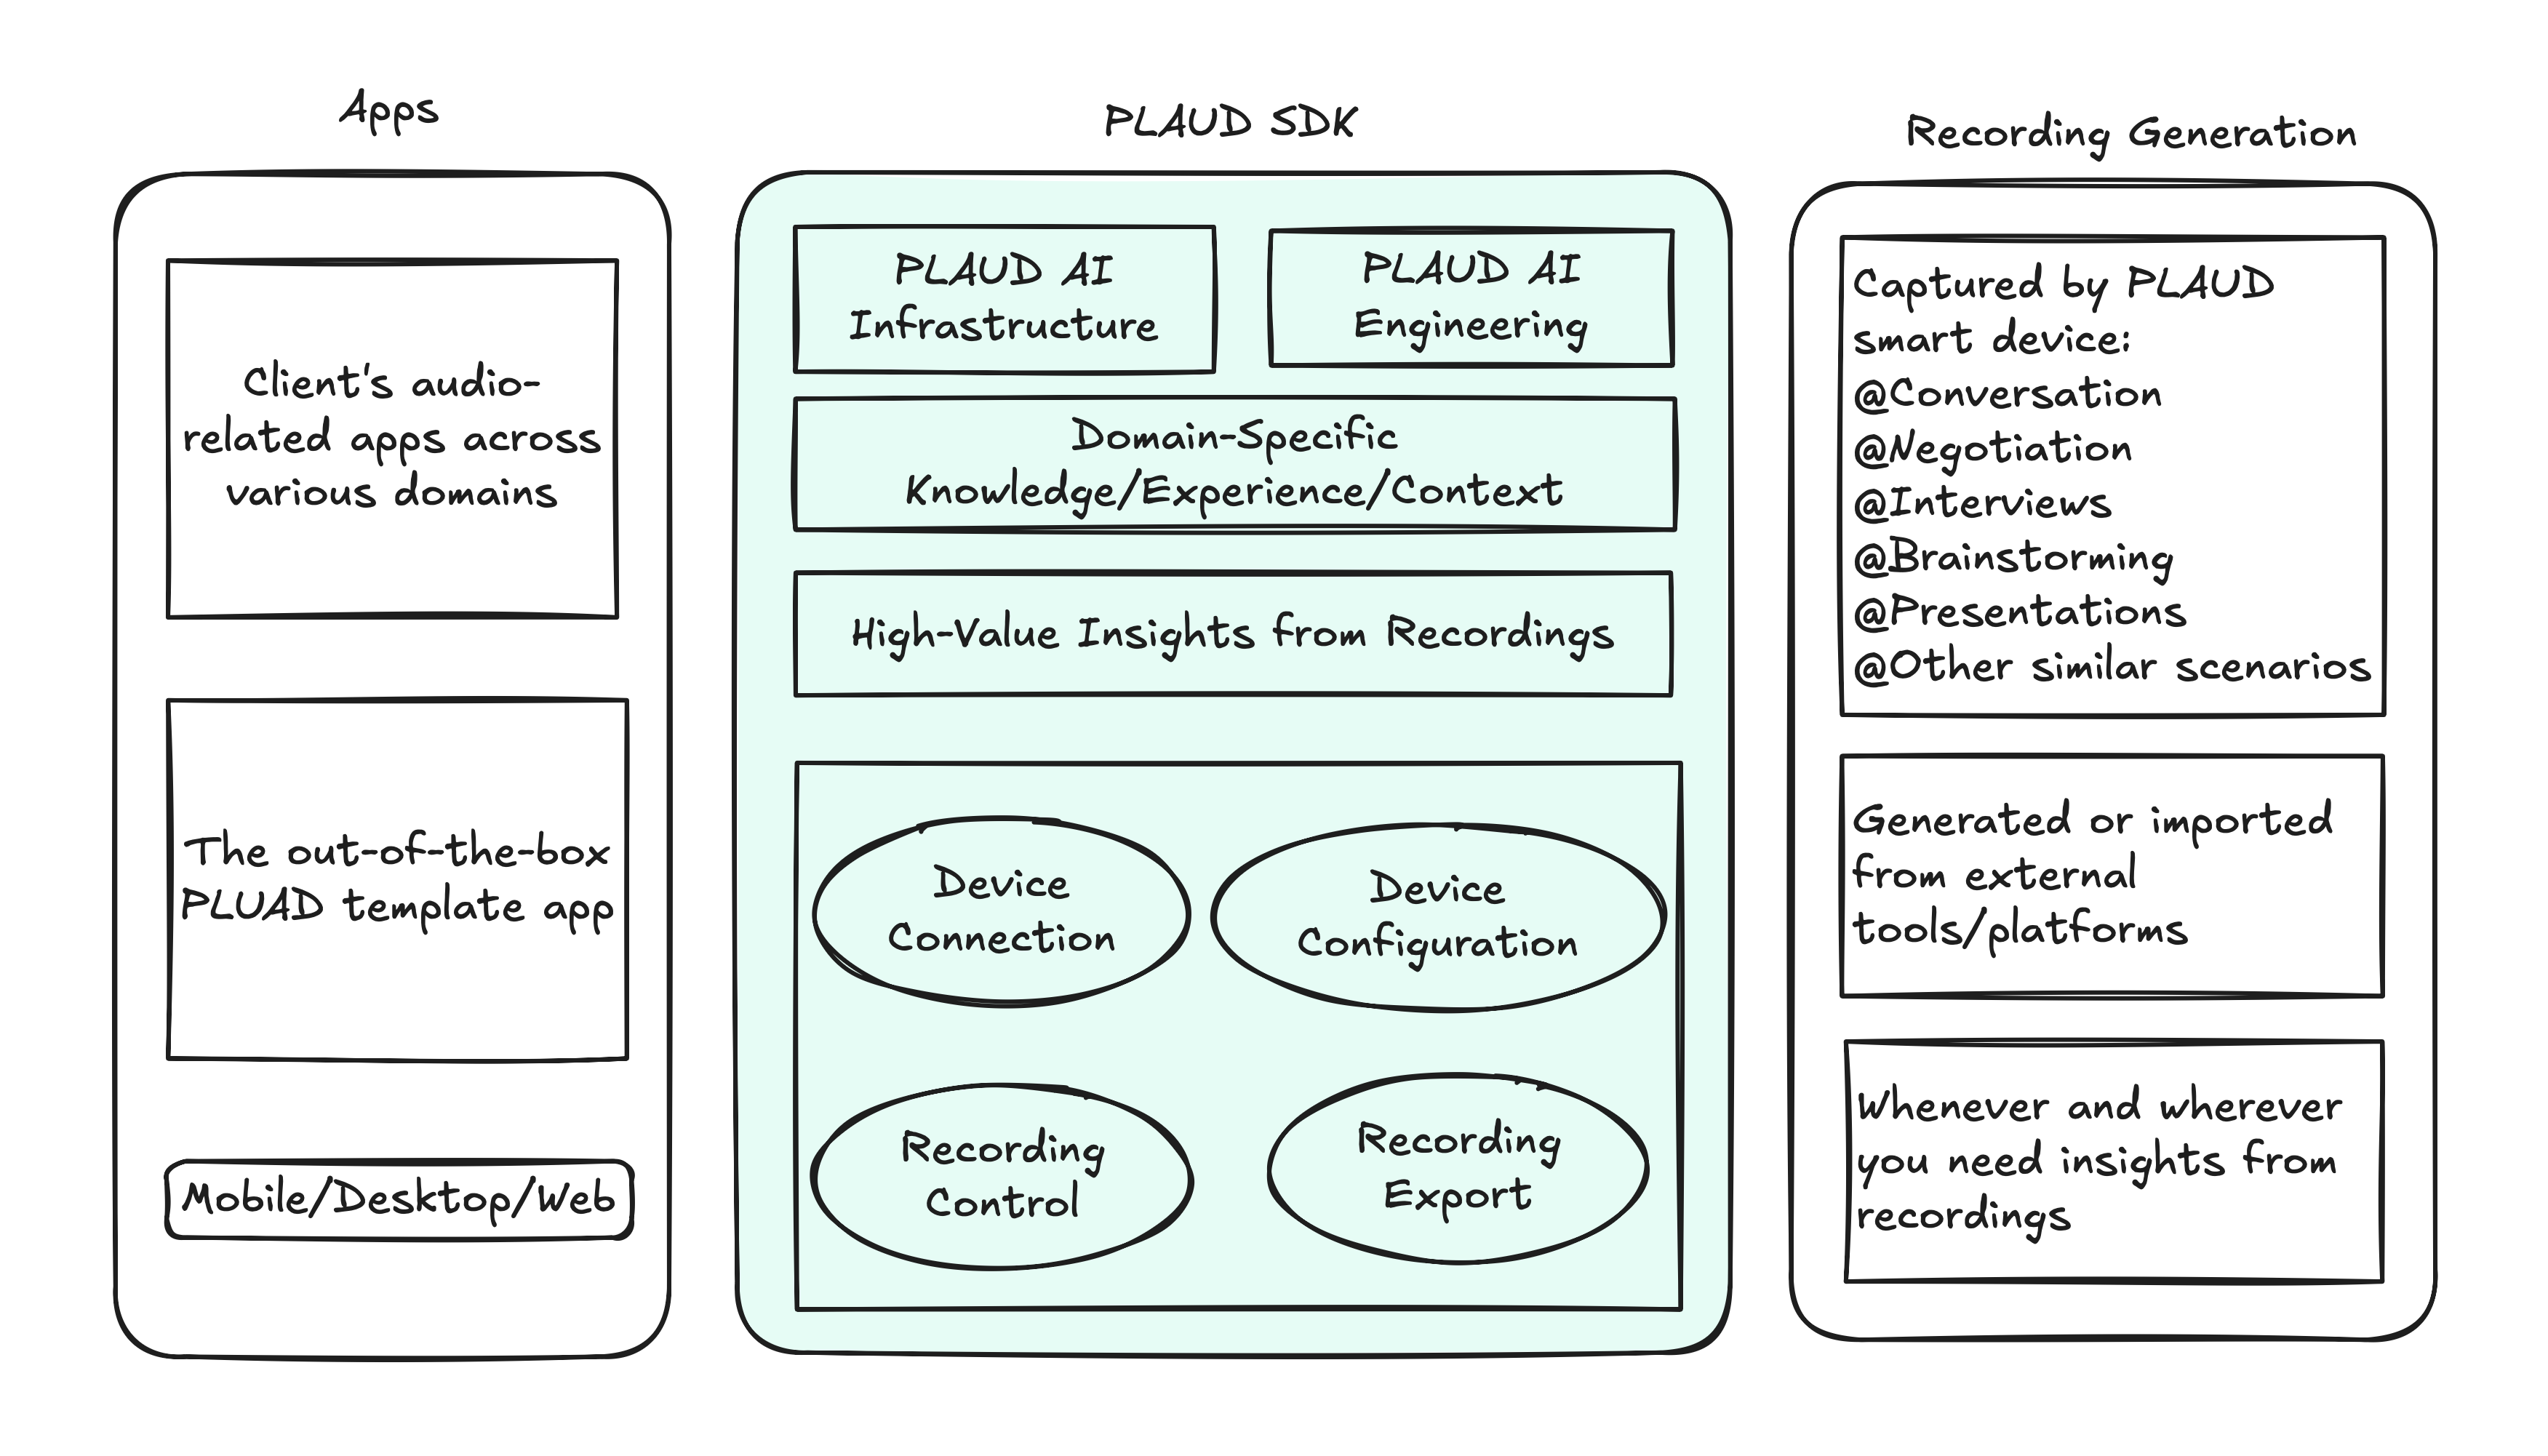 Apps
Client's audio-
related apps across
various domains
The out-of-the-box
PLUAD template app
Mobile/Desktop/Web
PLAUD SDK
PLAUD AI
Infrastructure
PLAUD AI
Engineering
Domain-Specific
Knowledge/Experience/Context
High-Value Insights from Recordings
Device
Connection
Device
Configuration
Recording
Control
Recording
Export
Recording Generation
Captured by PLAUD
smart device:
@Conversation
@Negotiation
@Interviews
@Brainstorming
@Presentations
@Other similar scenarios
Generated or imported
from external
tools/platforms
Whenever and wherever
you need insights from
recordings